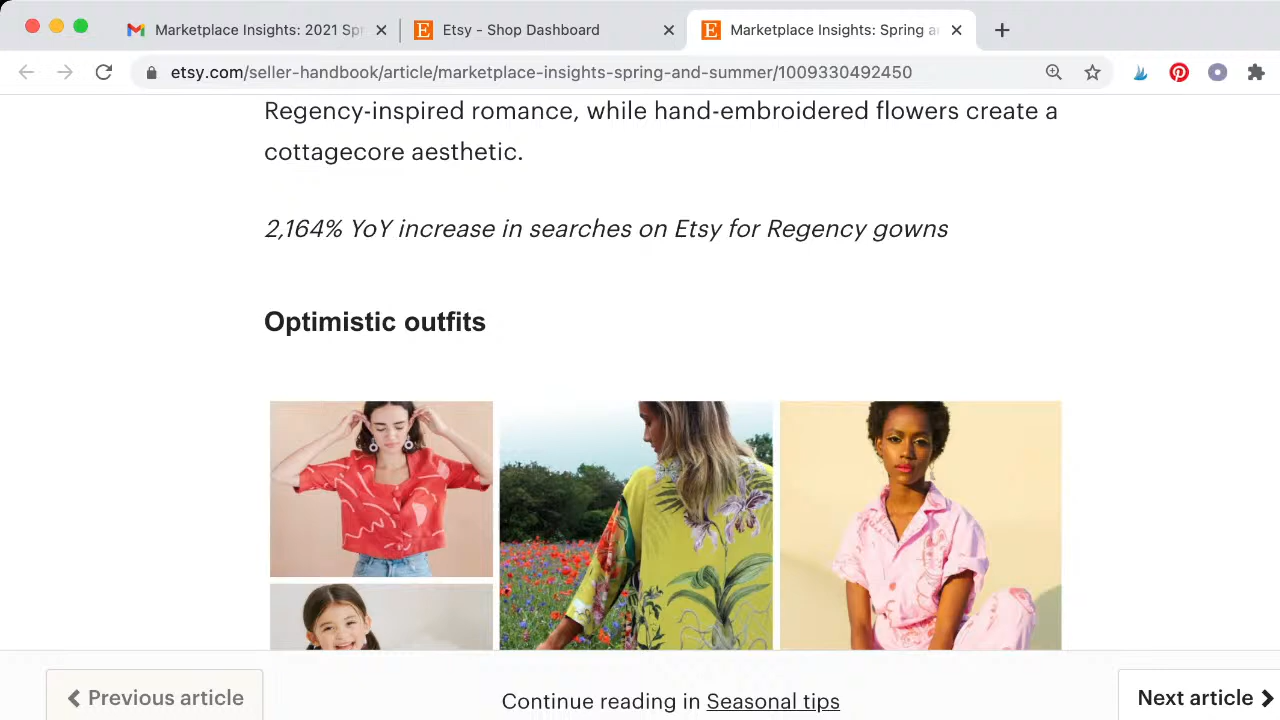 Marketplace Insights: 2021 Spr
Etsy - Shop Dashboard
Marketplace Insights: Spring a
etsy.com/seller-handbook/article/marketplace-insights-spring-and-summer/1009330492450
Regency-inspired romance, while hand-embroidered flowers create a
cottagecore aesthetic.
2,164% YoY increase in searches on Etsy for Regency gowns
Optimistic outfits
Previous article
Continue reading in Seasonal tips
Next article